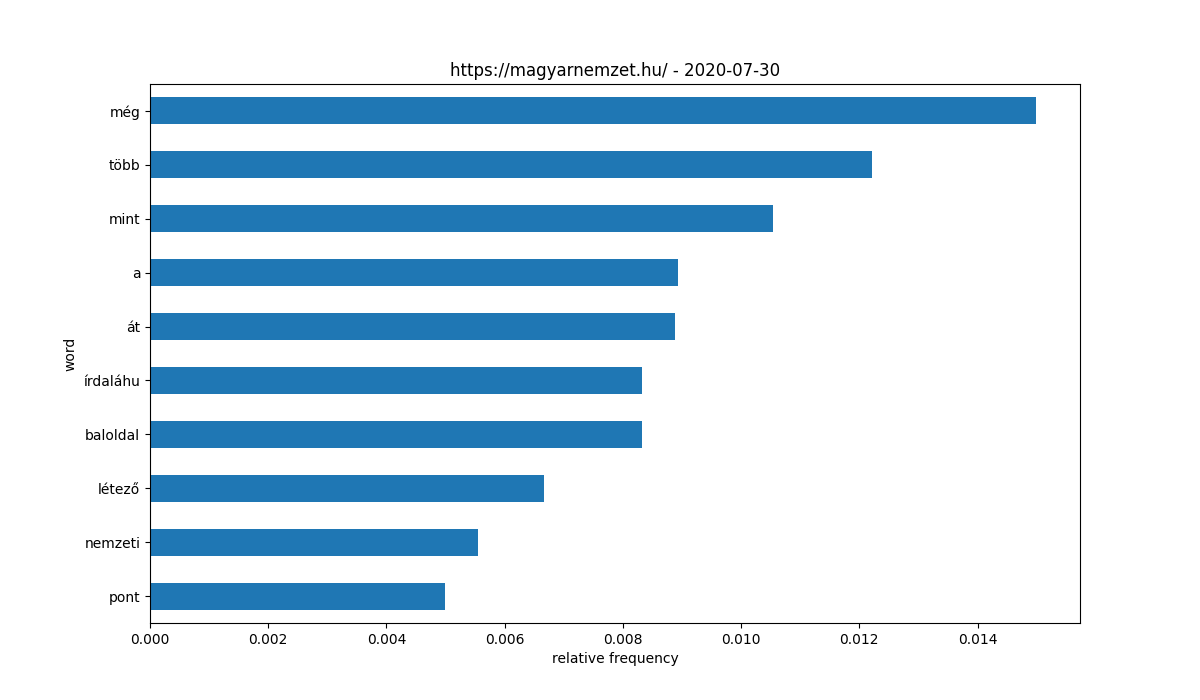 https://magyarnemzet.hu/ - 2020-07-30
még
több
mint
a
át
írdaláhu
baloldal
létező
nemzeti
pont
word
0.000 0.002 0.004 0.006 0.008 0.010 0.012 0.014
relative frequency